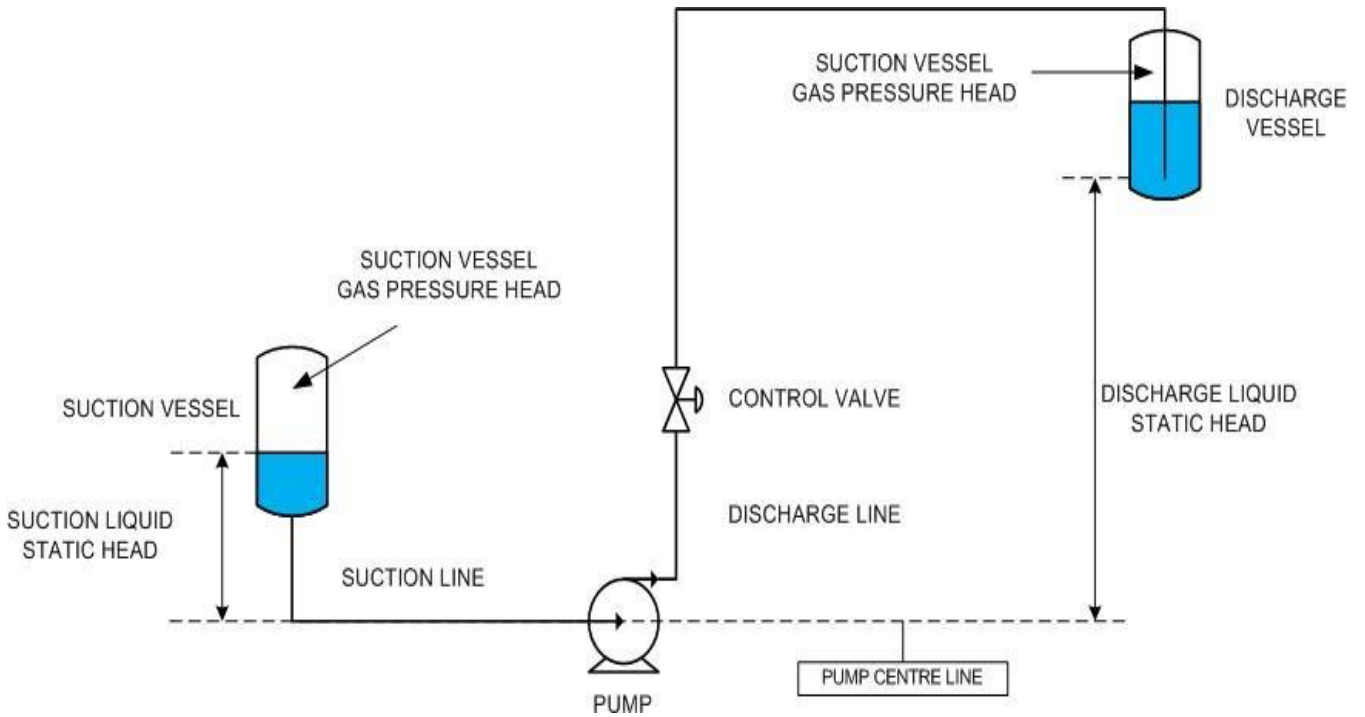 SUCTION VESSEL
GAS PRESSURE HEAD
DISCHARGE
VESSEL
SUCTION VESSEL
GAS PRESSURE HEAD
SUCTION VESSEL
CONTROL VALVE
DISCHARGE LIQUID
STATIC HEAD
SUCTION LIQUID
STATIC HEAD
DISCHARGE LINE
SUCTION LINE
PUMP CENTRE LINE
PUMP